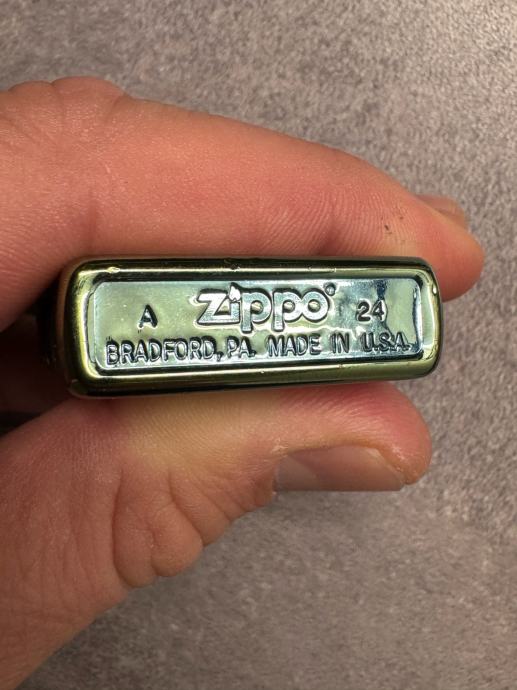 A zippo® 24
BRADFORD, PA. MADE IN U.S.A.